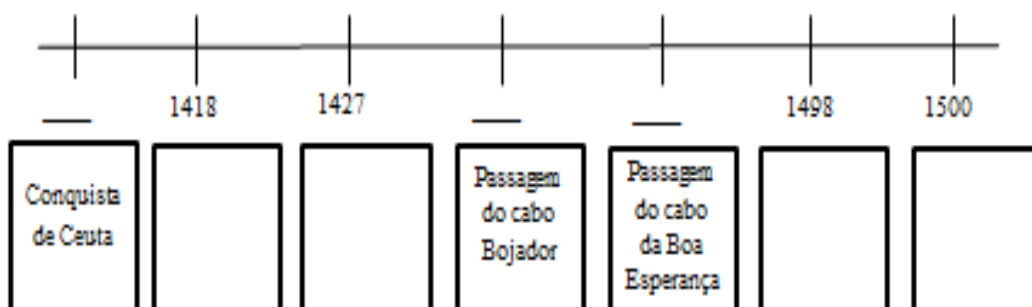 1418
1427
1498
1500
Conquista
de Ceuta
Passagem
do cabo
Bojador
Passagem
do cabo
da Boa
Esperança